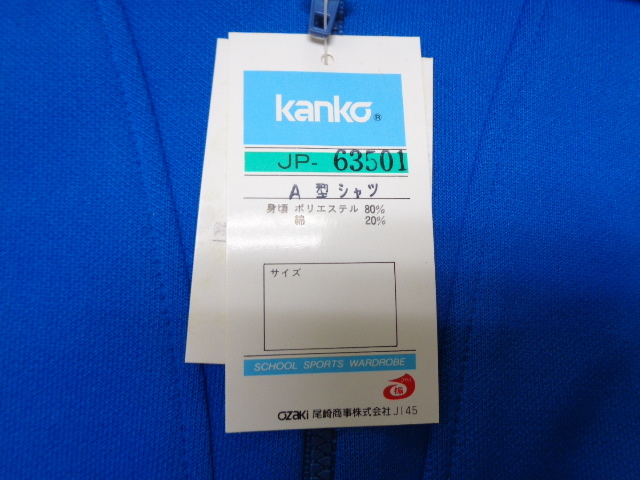 kanko®
JP- 63501
A 型シャツ
身頃 ポリエステル 80%
綿 20%
サイズ
SCHOOL SPORTS WARDROBE
OZAKI 尾崎商事株式会社 JI45